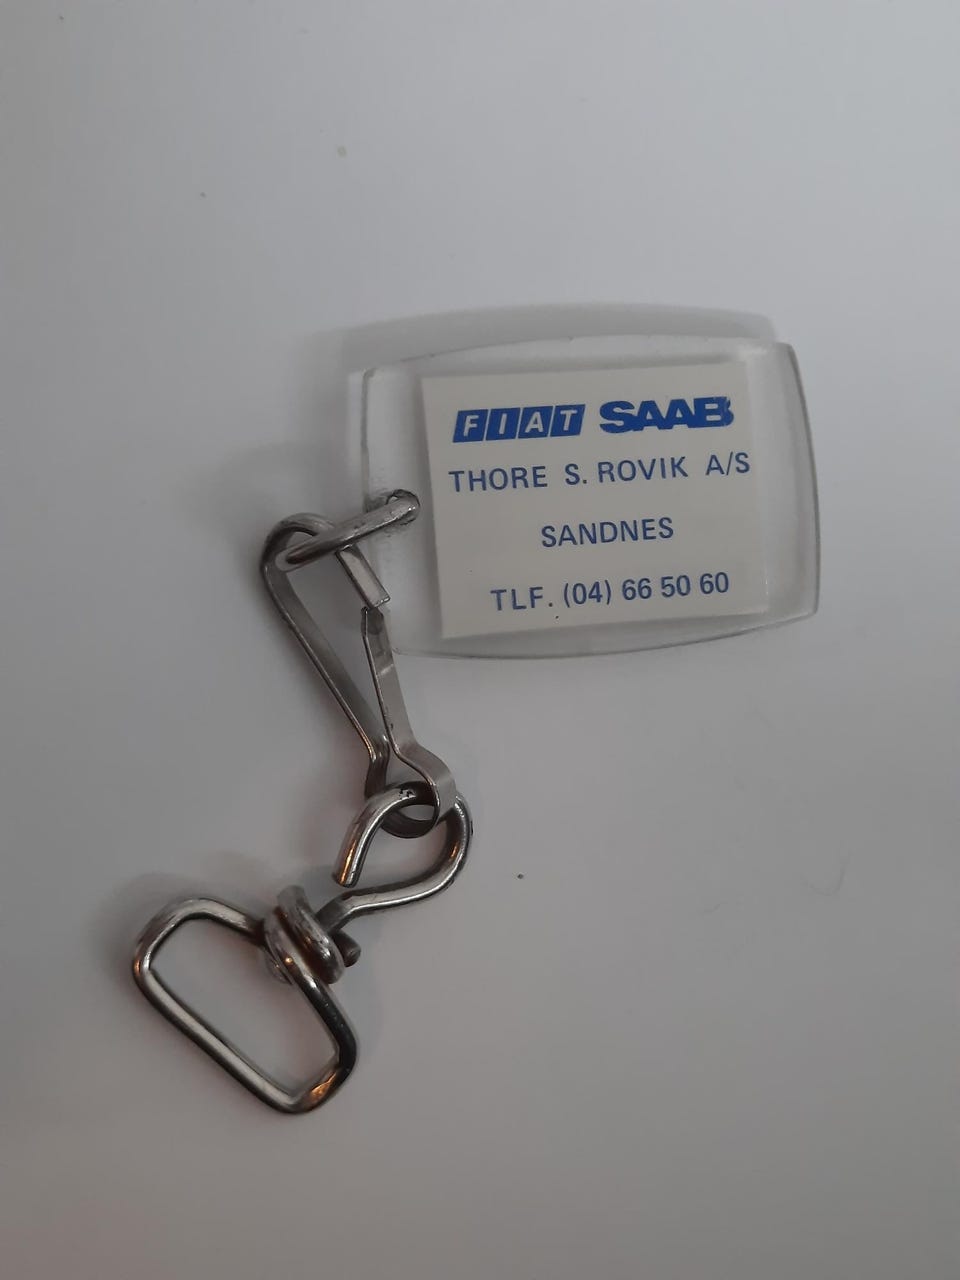 FIAT SAAB
THORE S. ROVIK A/S
SANDNES
TLF. (04) 66 50 60